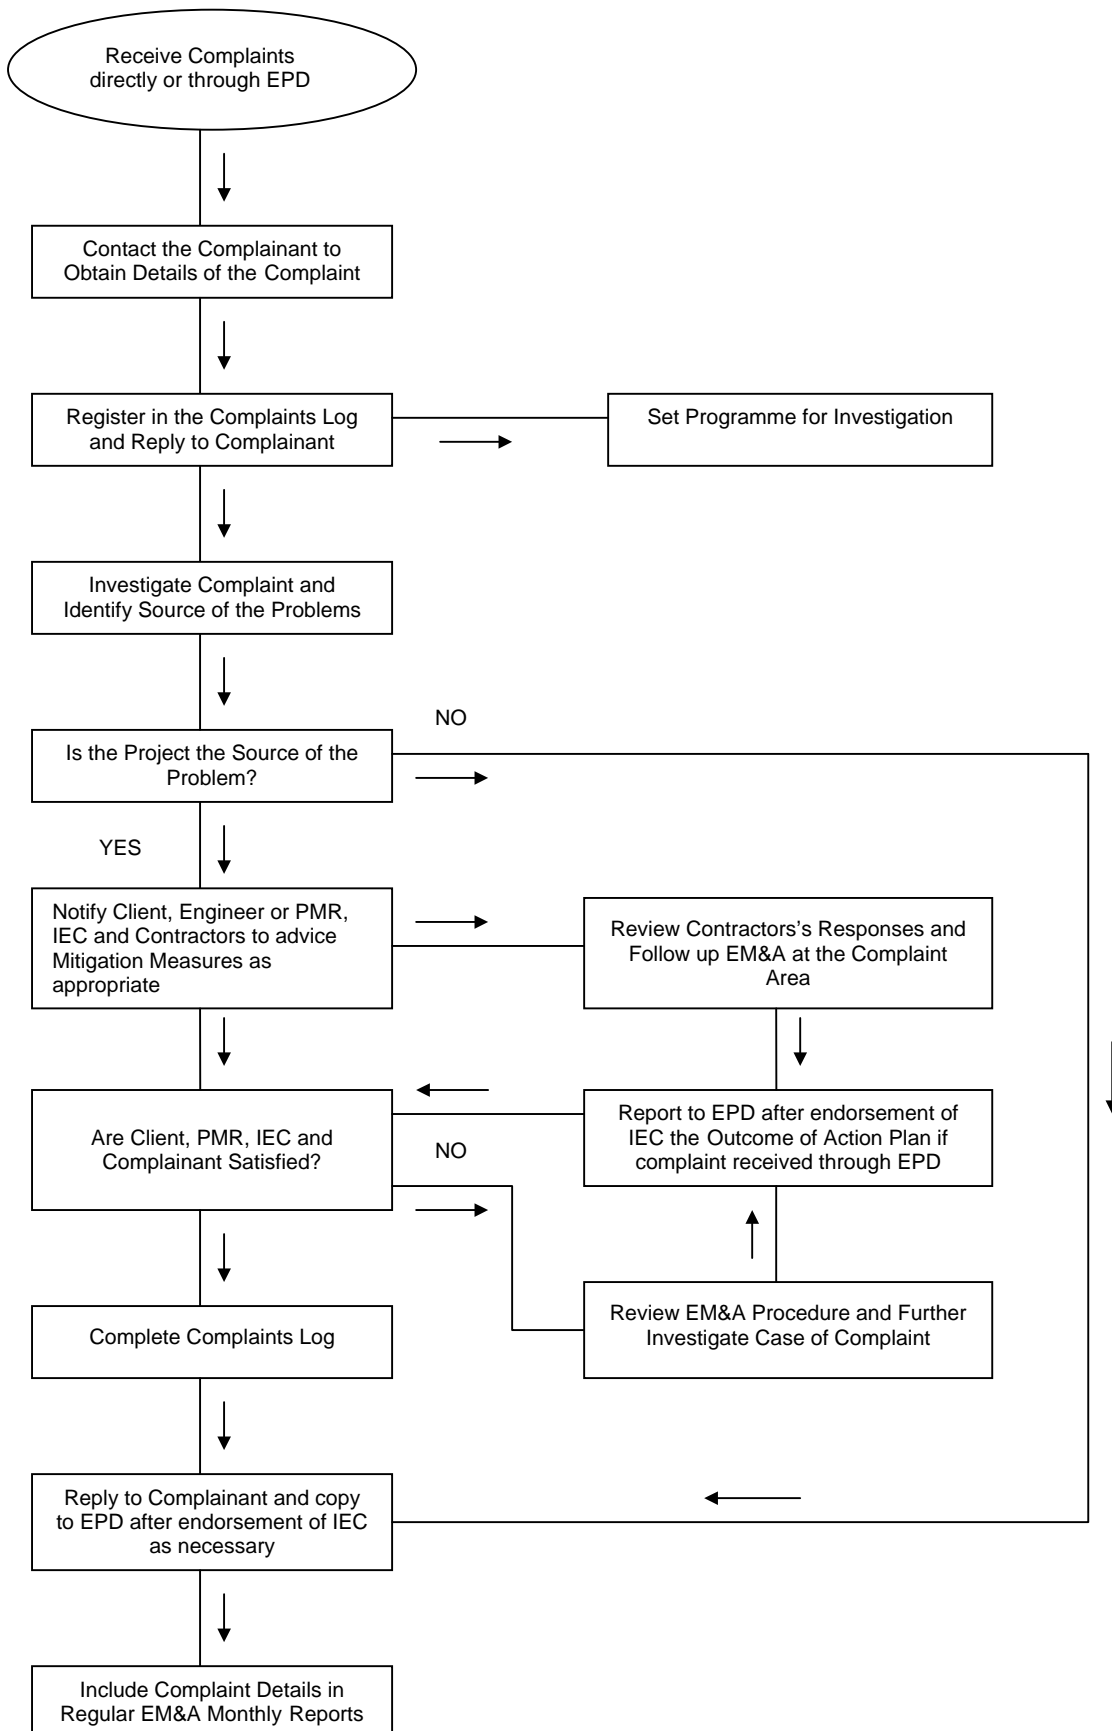 Receive Complaints
directly or through EPD
Contact the Complainant to
Obtain Details of the Complaint
Register in the Complaints Log
and Reply to Complainant
Set Programme for Investigation
Investigate Complaint and
Identify Source of the Problems
NO
Is the Project the Source of the
Problem?
YES
Notify Client, Engineer or PMR,
IEC and Contractors to advice
Mitigation Measures as
appropriate
Review Contractors's Responses and
Follow up EM&A at the Complaint
Area
Are Client, PMR, IEC and
Complainant Satisfied?
NO
Report to EPD after endorsement of
IEC the Outcome of Action Plan if
complaint received through EPD
Review EM&A Procedure and Further
Investigate Case of Complaint
Complete Complaints Log
Reply to Complainant and copy
to EPD after endorsement of IEC
as necessary
Include Complaint Details in
Regular EM&A Monthly Reports